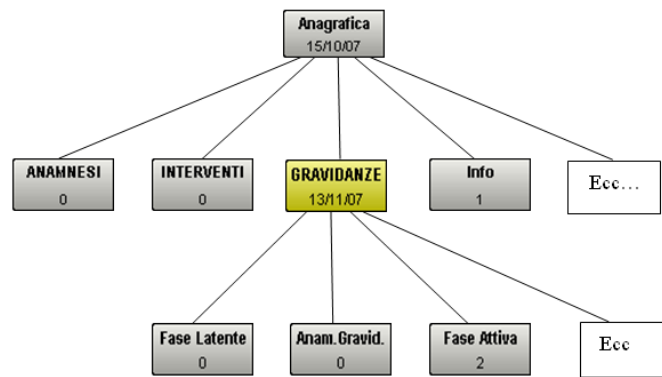 Anagrafica
15/10/07
ANAMNESI
0
INTERVENTI
0
GRAVIDANZE
13/11/07
Info
1
Ecc…
Fase Latente
0
Anam.Gravid.
0
Fase Attiva
2
Ecc